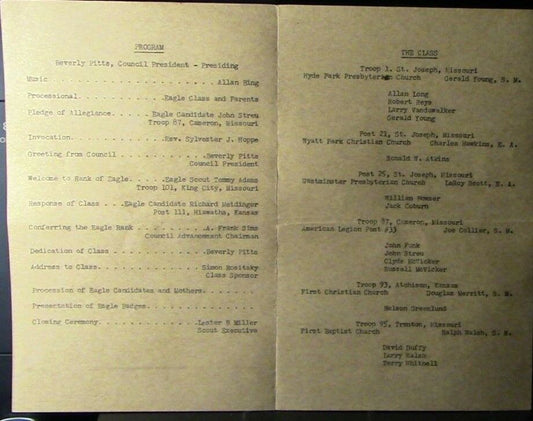 PROGRAM
Beverly Pitts, Council President - Presiding
Music . . . . . . . . . . . . . . . . . . . . Allan Hing
Processional. . . . . . . . . . Eagle Class and Parents
Pledge of Allegiance. . . . . Eagle Candidate John Streu
Troop 87, Cameron, Missouri
Invocation. . . . . . . . . . . . Rev. Sylvester J. Hoppe
Greeting from Council . . . . . . . . . . .Beverly Pitts
Council President
Welcome to Rank of Eagle. . . . .Eagle Scout Tommy Adams
Troop 101, King City, Missouri
Response of Class . . .Eagle Candidate Richard Meidinger
Post 111, Hiawatha, Kansas
Conferring the Eagle Rank . . . . . . . . .A. Frank Sims
Council Advancement Chairman
Dedication of Class . . . . . . . . . . . .Beverly Pitts
Address to Class. . . . . . . . . . . . . Simon Rositzky
Class Sponsor
Procession of Eagle Candidates and Mothers. . . . . .
Presentation of Eagle Badges. . . . . . . . . . . . .
Closing Ceremony. . . . . . . . . . . . .Lester B Miller
Scout Executive
THE CLASS
Troop 1, St. Joseph, Missouri
Hyde Park Presbyterian Church Gerald Young, S. M.
Allan Long
Robert Reys
Larry Vanduwalker
Gerald Young
Post 21, St. Joseph, Missouri
Wyatt Park Christian Church Charles Hawkins, E. A.
Ronald W. Atkins
Post 25, St. Joseph, Missouri
Westminster Presbyterian Church LeRoy Scott, E. A.
William Houser
Jack Coburn
Troop 87, Cameron, Missouri
American Legion Post #33 Joe Collier, S. M.
John Funk
John Streu
Clyde McVicker
Russell McVicker
Troop 93, Atchison, Kansas
First Christian Church Douglas Merritt, S. M.
Nelson Greenlund
Troop 95, Trenton, Missouri
First Baptist Church Ralph Walsh, S. M.
David Duffy
Larry Walsh
Terry Whitnell